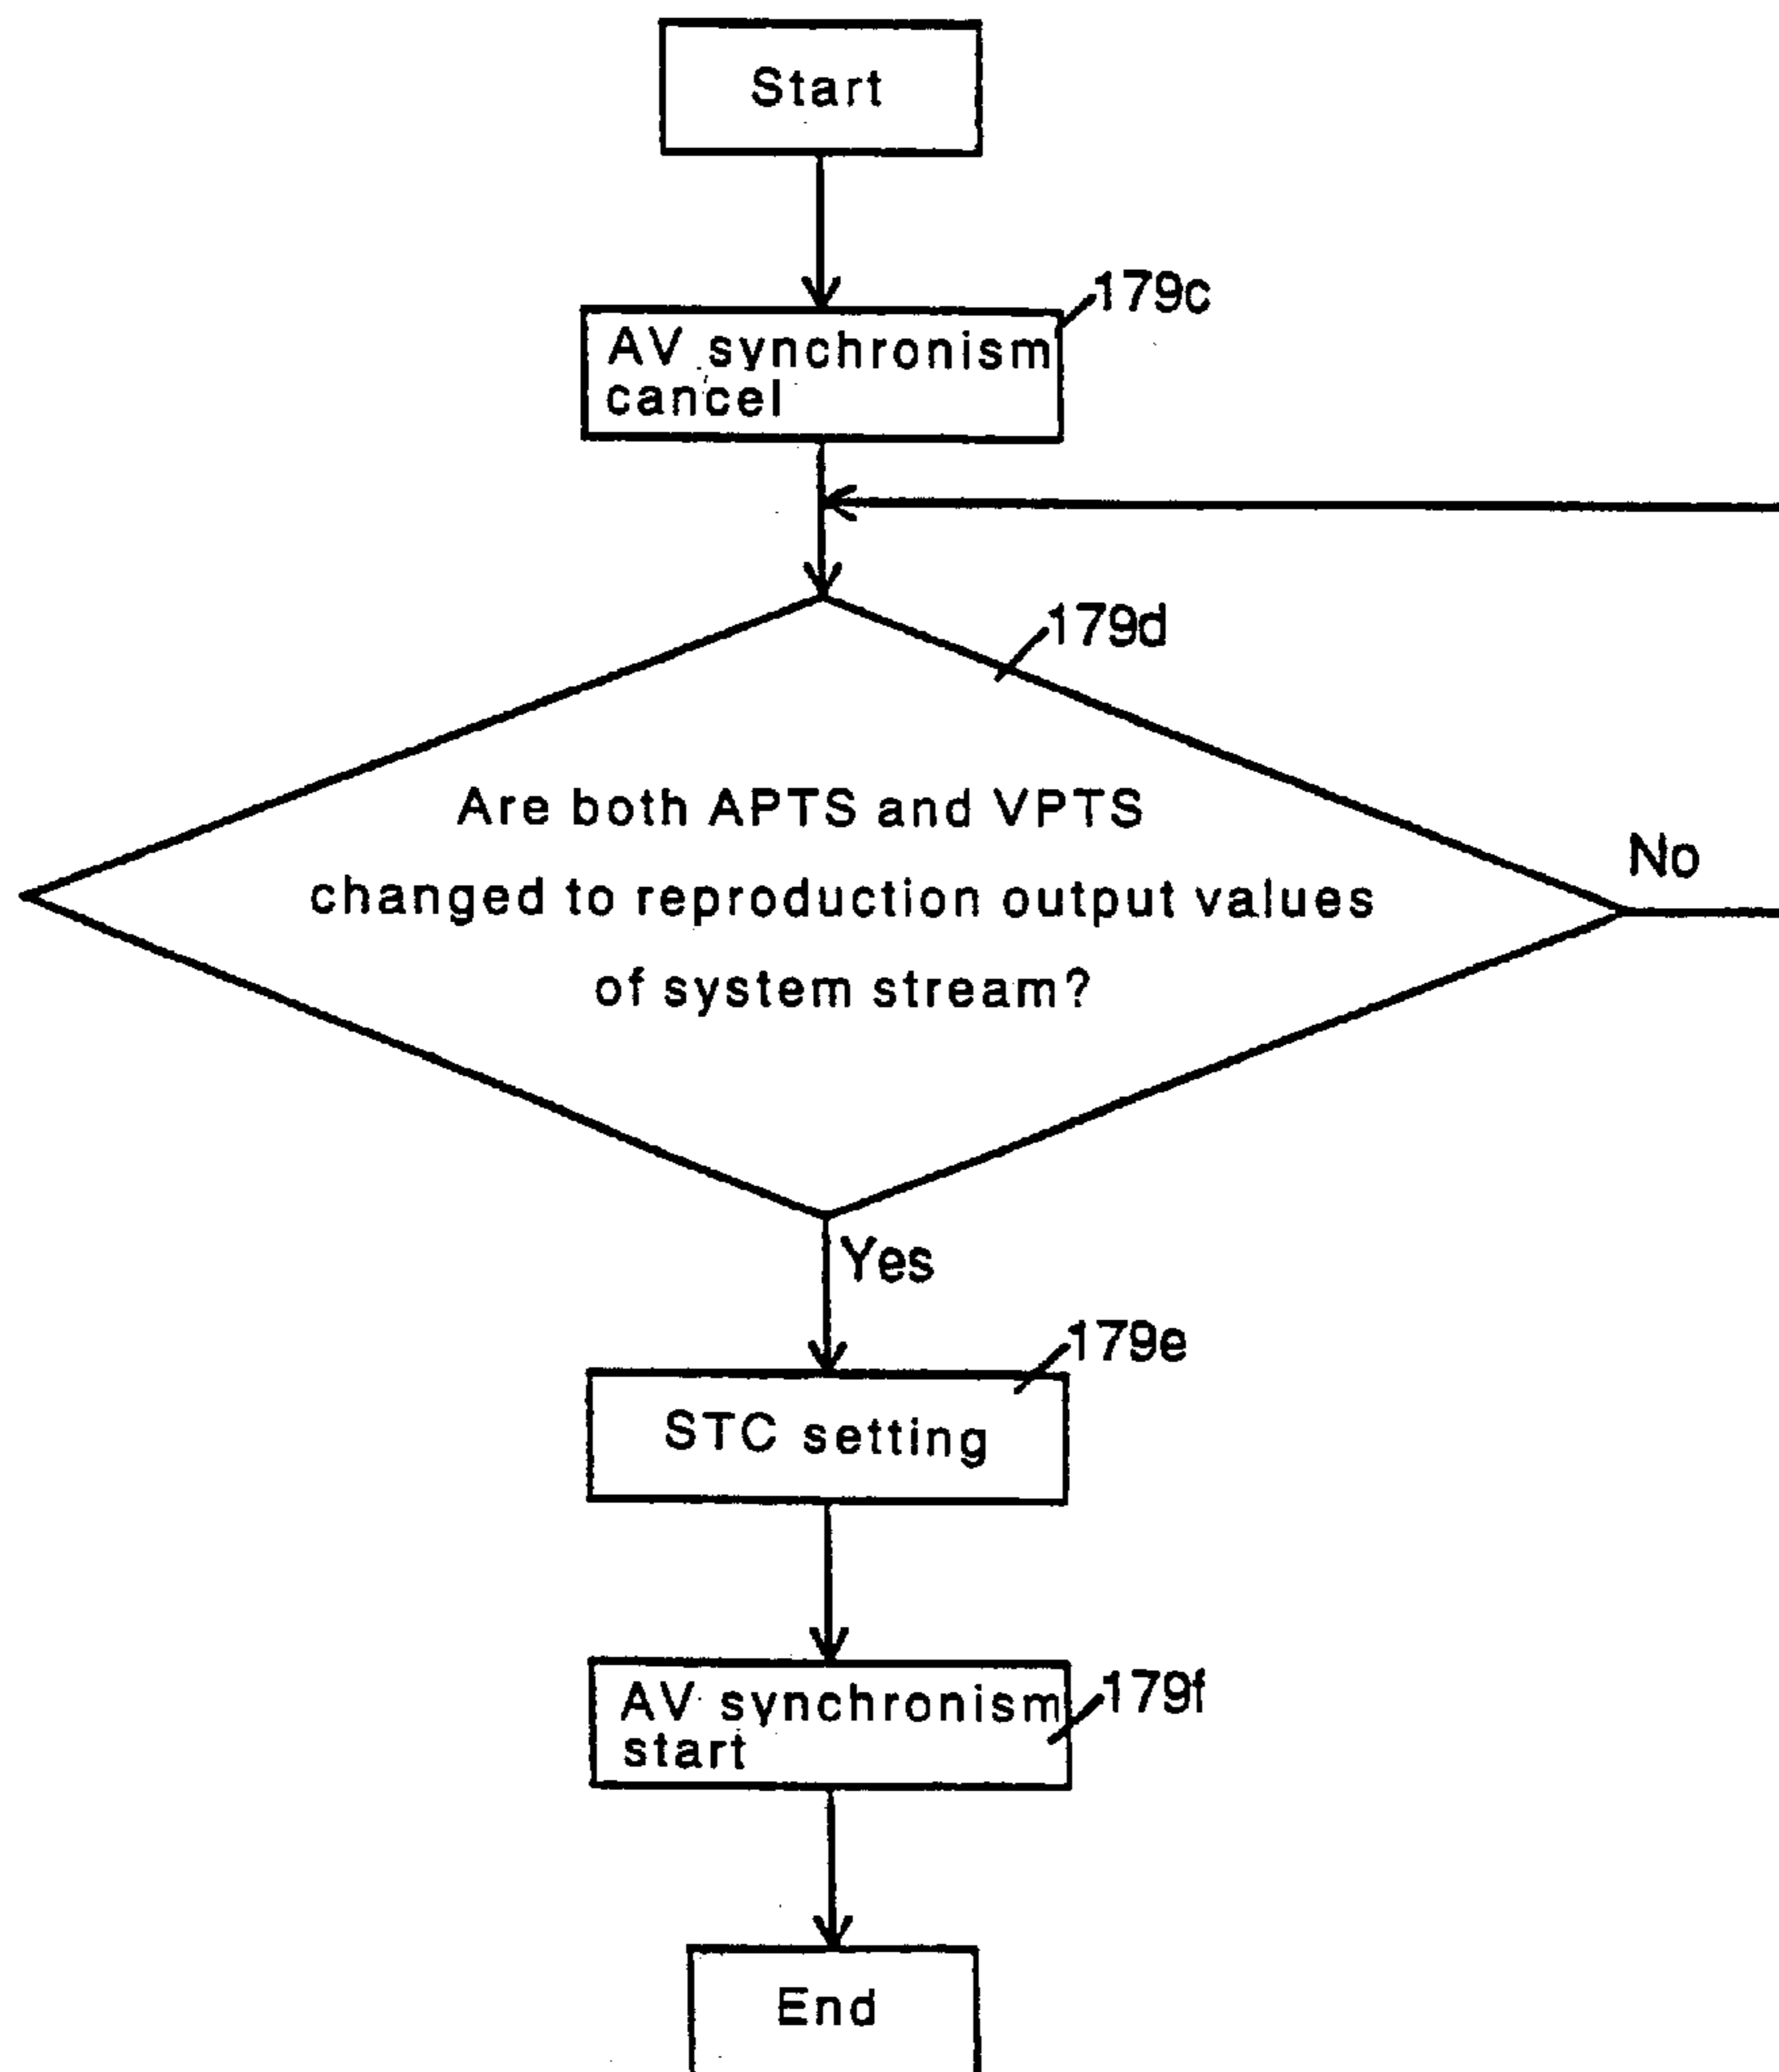 Start
179c
AV synchronism
cancel
179d
Are both APTS and VPTS
changed to reproduction output values
of system stream?
No
Yes
179e
STC setting
179f
AV synchronism
start
End